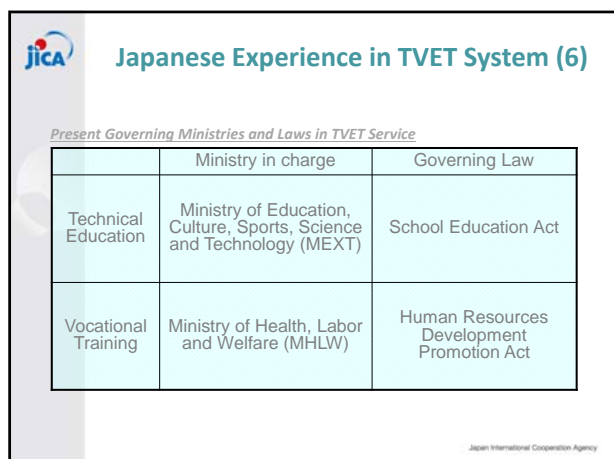 jICA
Japanese Experience in TVET System (6)
Present Governing Ministries and Laws in TVET Service
Ministry in charge
Governing Law
Technical
Education
Ministry of Education,
Culture, Sports, Science
and Technology (MEXT)
School Education Act
Vocational
Training
Ministry of Health, Labor
and Welfare (MHLW)
Human Resources
Development
Promotion Act
Japan International Cooperation Agency